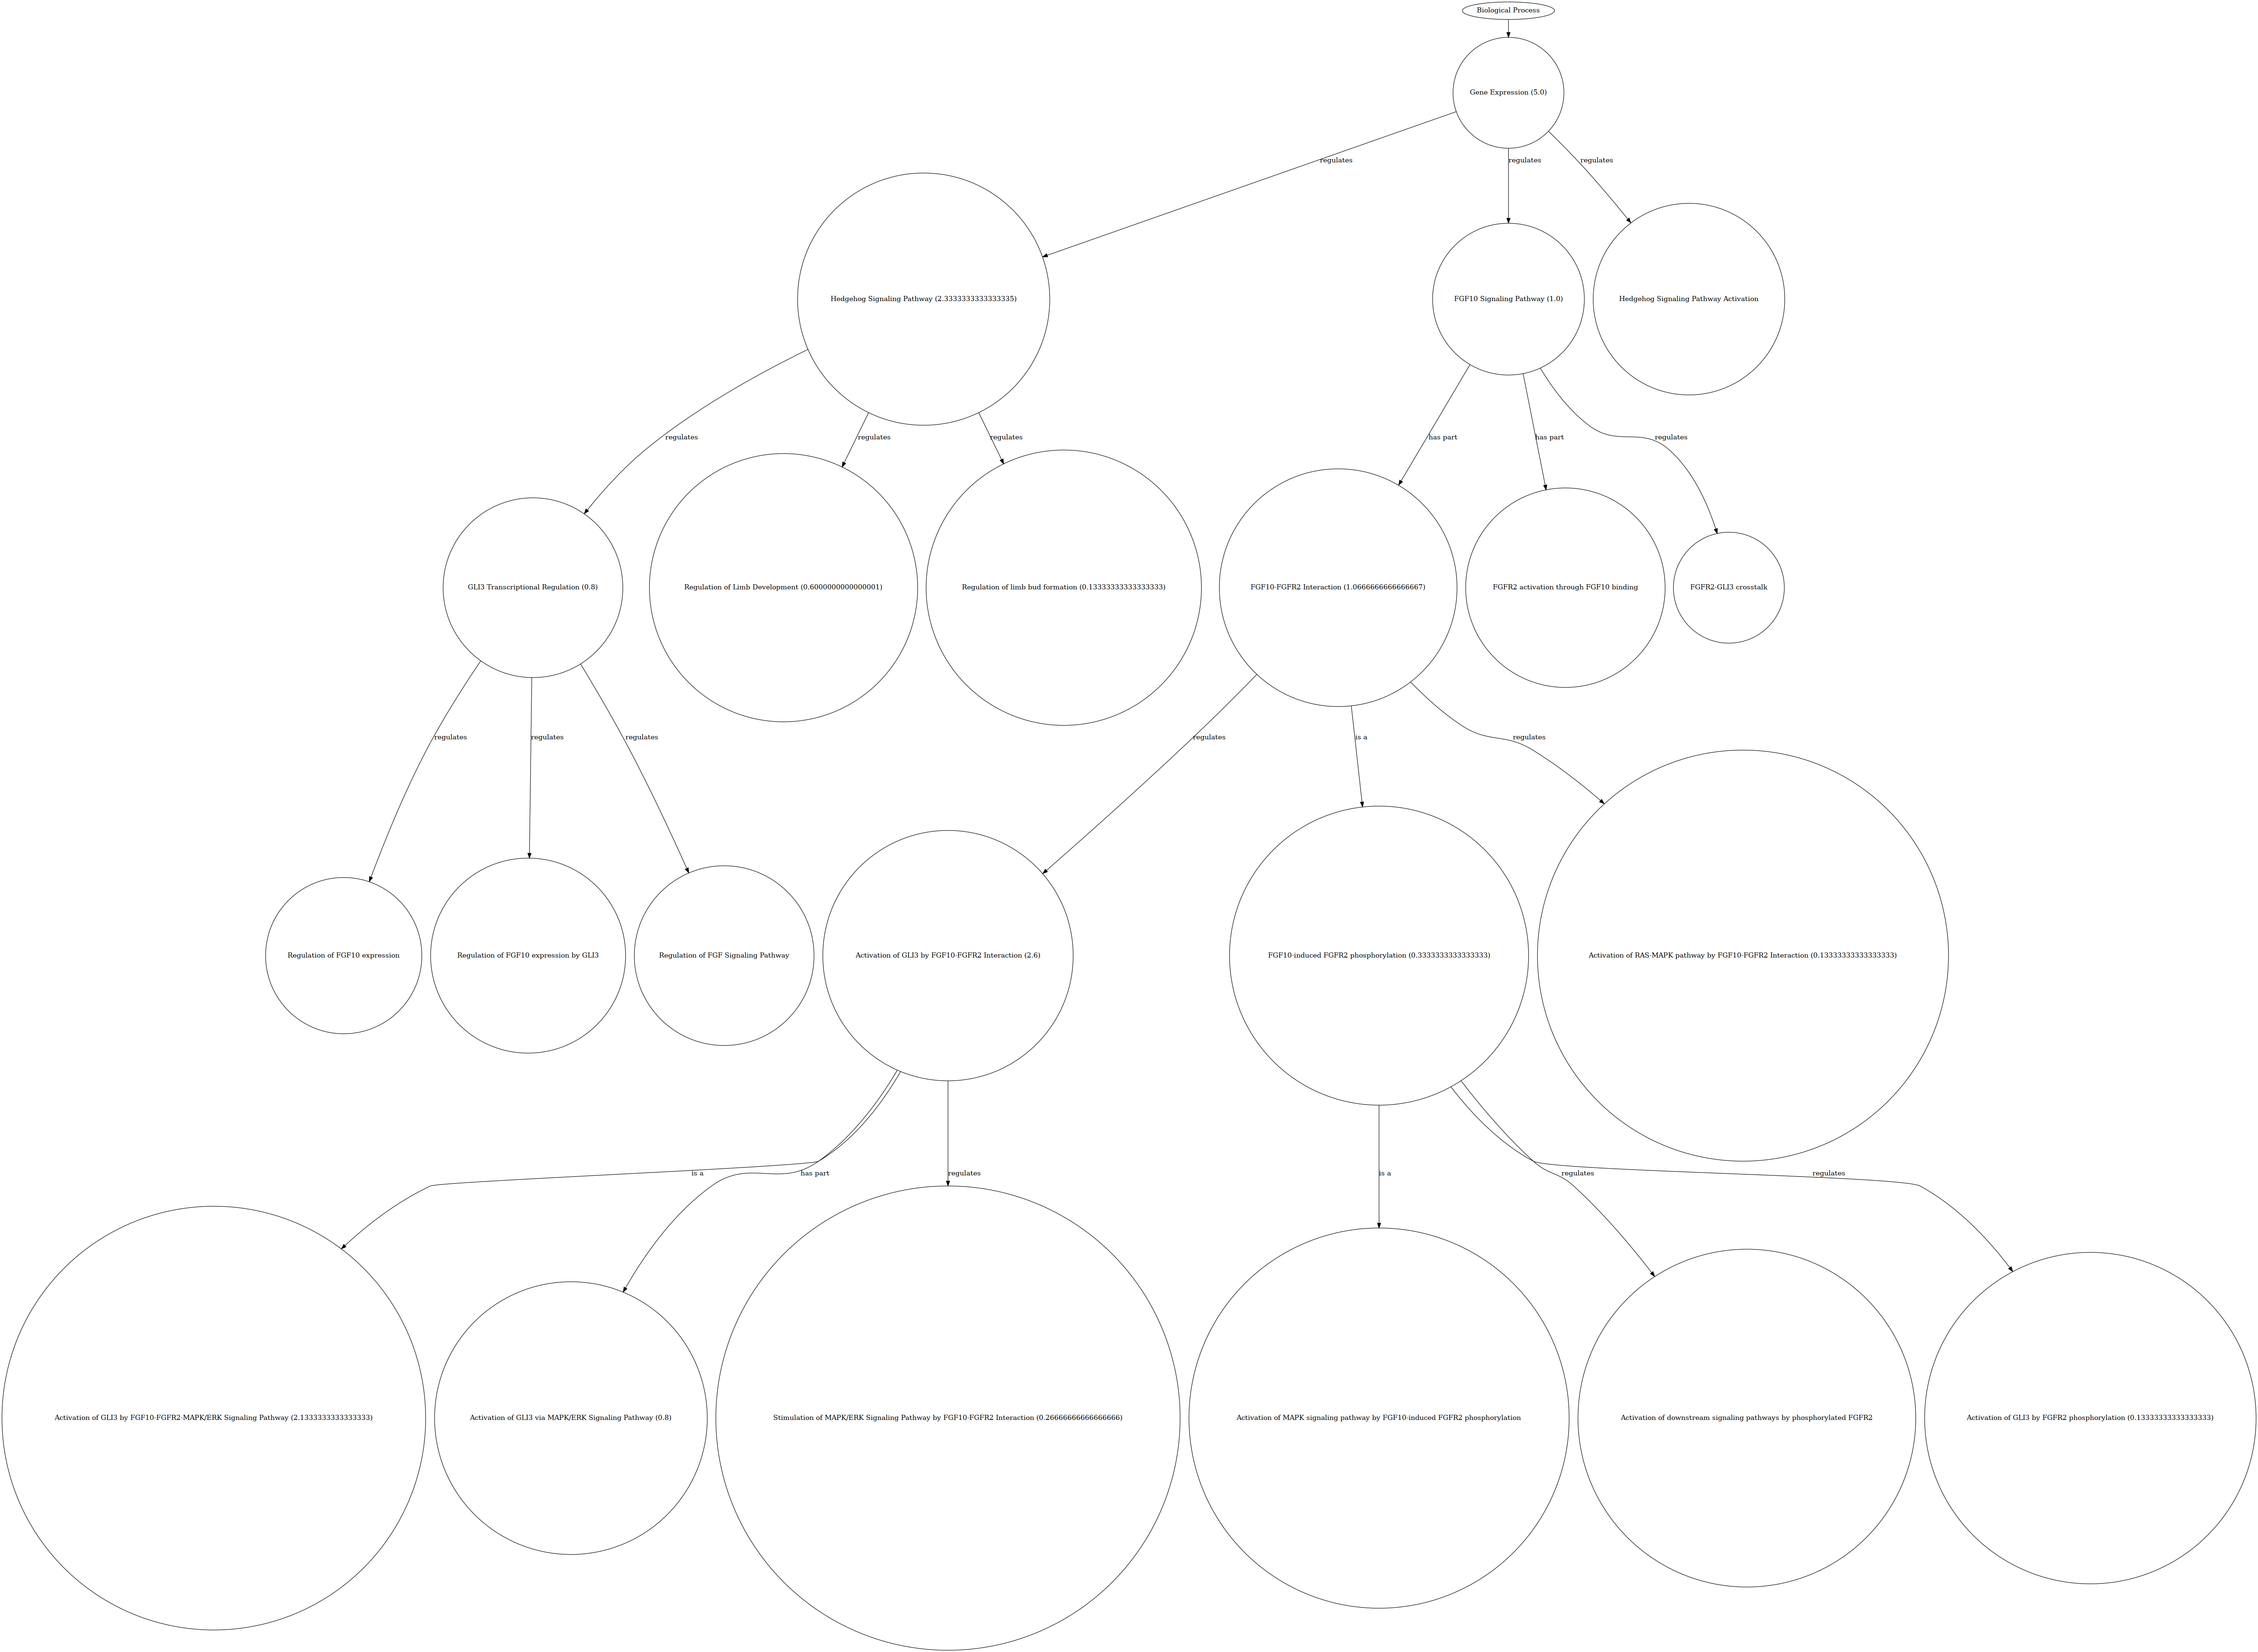 Biological Process
Gene Expression (5.0)
regulates
regulates
regulates
Hedgehog Signaling Pathway (2.3333333333333335)
FGF10 Signaling Pathway (1.0)
Hedgehog Signaling Pathway Activation
regulates
regulates
regulates
has part
has part
regulates
GLI3 Transcriptional Regulation (0.8)
Regulation of Limb Development (0.6000000000000001)
Regulation of limb bud formation (0.13333333333333333)
FGF10-FGFR2 Interaction (1.0666666666666667)
FGFR2 activation through FGF10 binding
FGFR2-GLI3 crosstalk
regulates
regulates
regulates
regulates
is a
regulates
Regulation of FGF10 expression
Regulation of FGF10 expression by GLI3
Regulation of FGF Signaling Pathway
Activation of GLI3 by FGF10-FGFR2 Interaction (2.6)
FGF10-induced FGFR2 phosphorylation (0.3333333333333333)
Activation of RAS-MAPK pathway by FGF10-FGFR2 Interaction (0.13333333333333333)
is a
has part
regulates
is a
regulates
regulates
Activation of GLI3 by FGF10-FGFR2-MAPK/ERK Signaling Pathway (2.1333333333333333)
Activation of GLI3 via MAPK/ERK Signaling Pathway (0.8)
Stimulation of MAPK/ERK Signaling Pathway by FGF10-FGFR2 Interaction (0.26666666666666666)
Activation of MAPK signaling pathway by FGF10-induced FGFR2 phosphorylation
Activation of downstream signaling pathways by phosphorylated FGFR2
Activation of GLI3 by FGFR2 phosphorylation (0.13333333333333333)